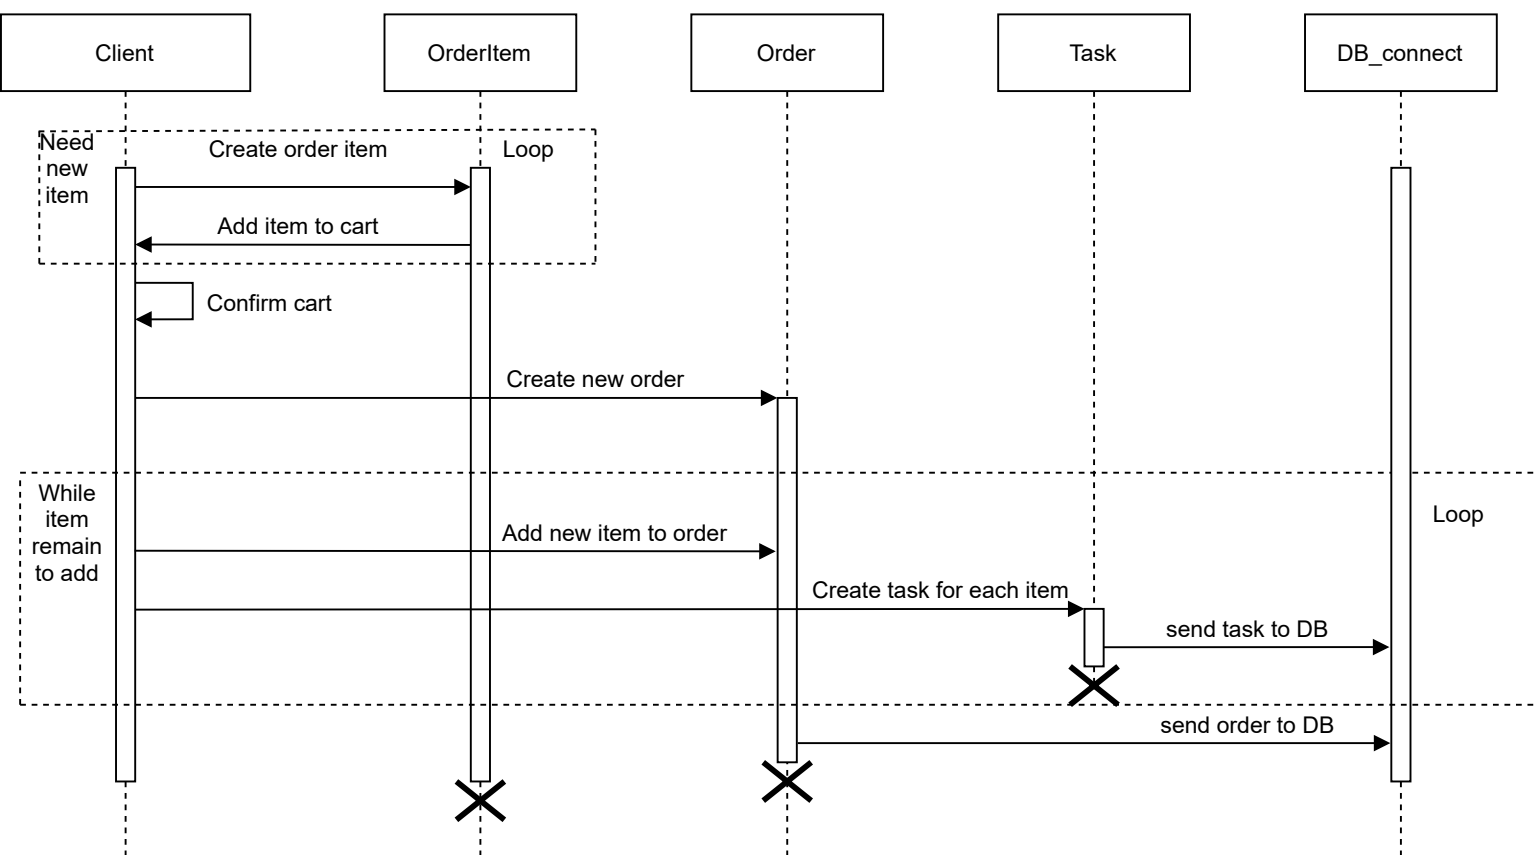 Client
OrderItem
Order
Task
DB_connect
Need
new
item
Create order item
Loop
Add item to cart
Confirm cart
Create new order
While
item
remain
to add
Loop
Add new item to order
Create task for each item
send task to DB
send order to DB